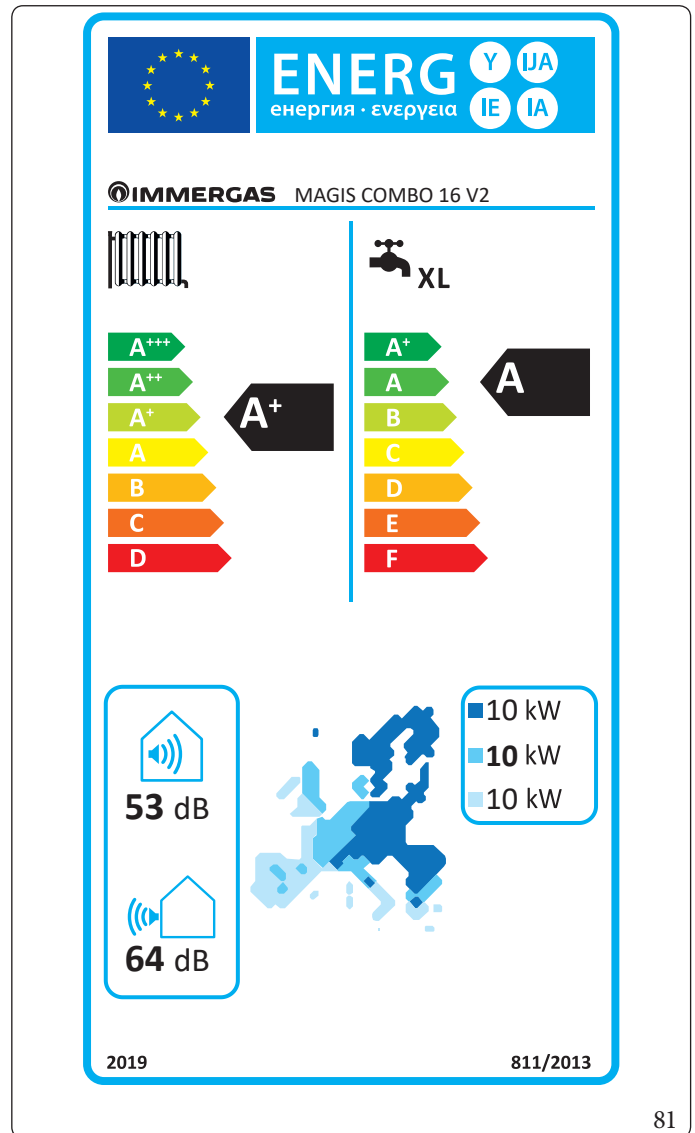 ENERG Y IJA
енергия · ενεργεια IE IA
IMMERGAS MAGIS COMBO 16 V2
XL
A+++
A++
A+
A
B
C
D
A+
A+
A
B
C
D
E
F
A
53 dB
64 dB
10 kW
10 kW
10 kW
2019 811/2013
81